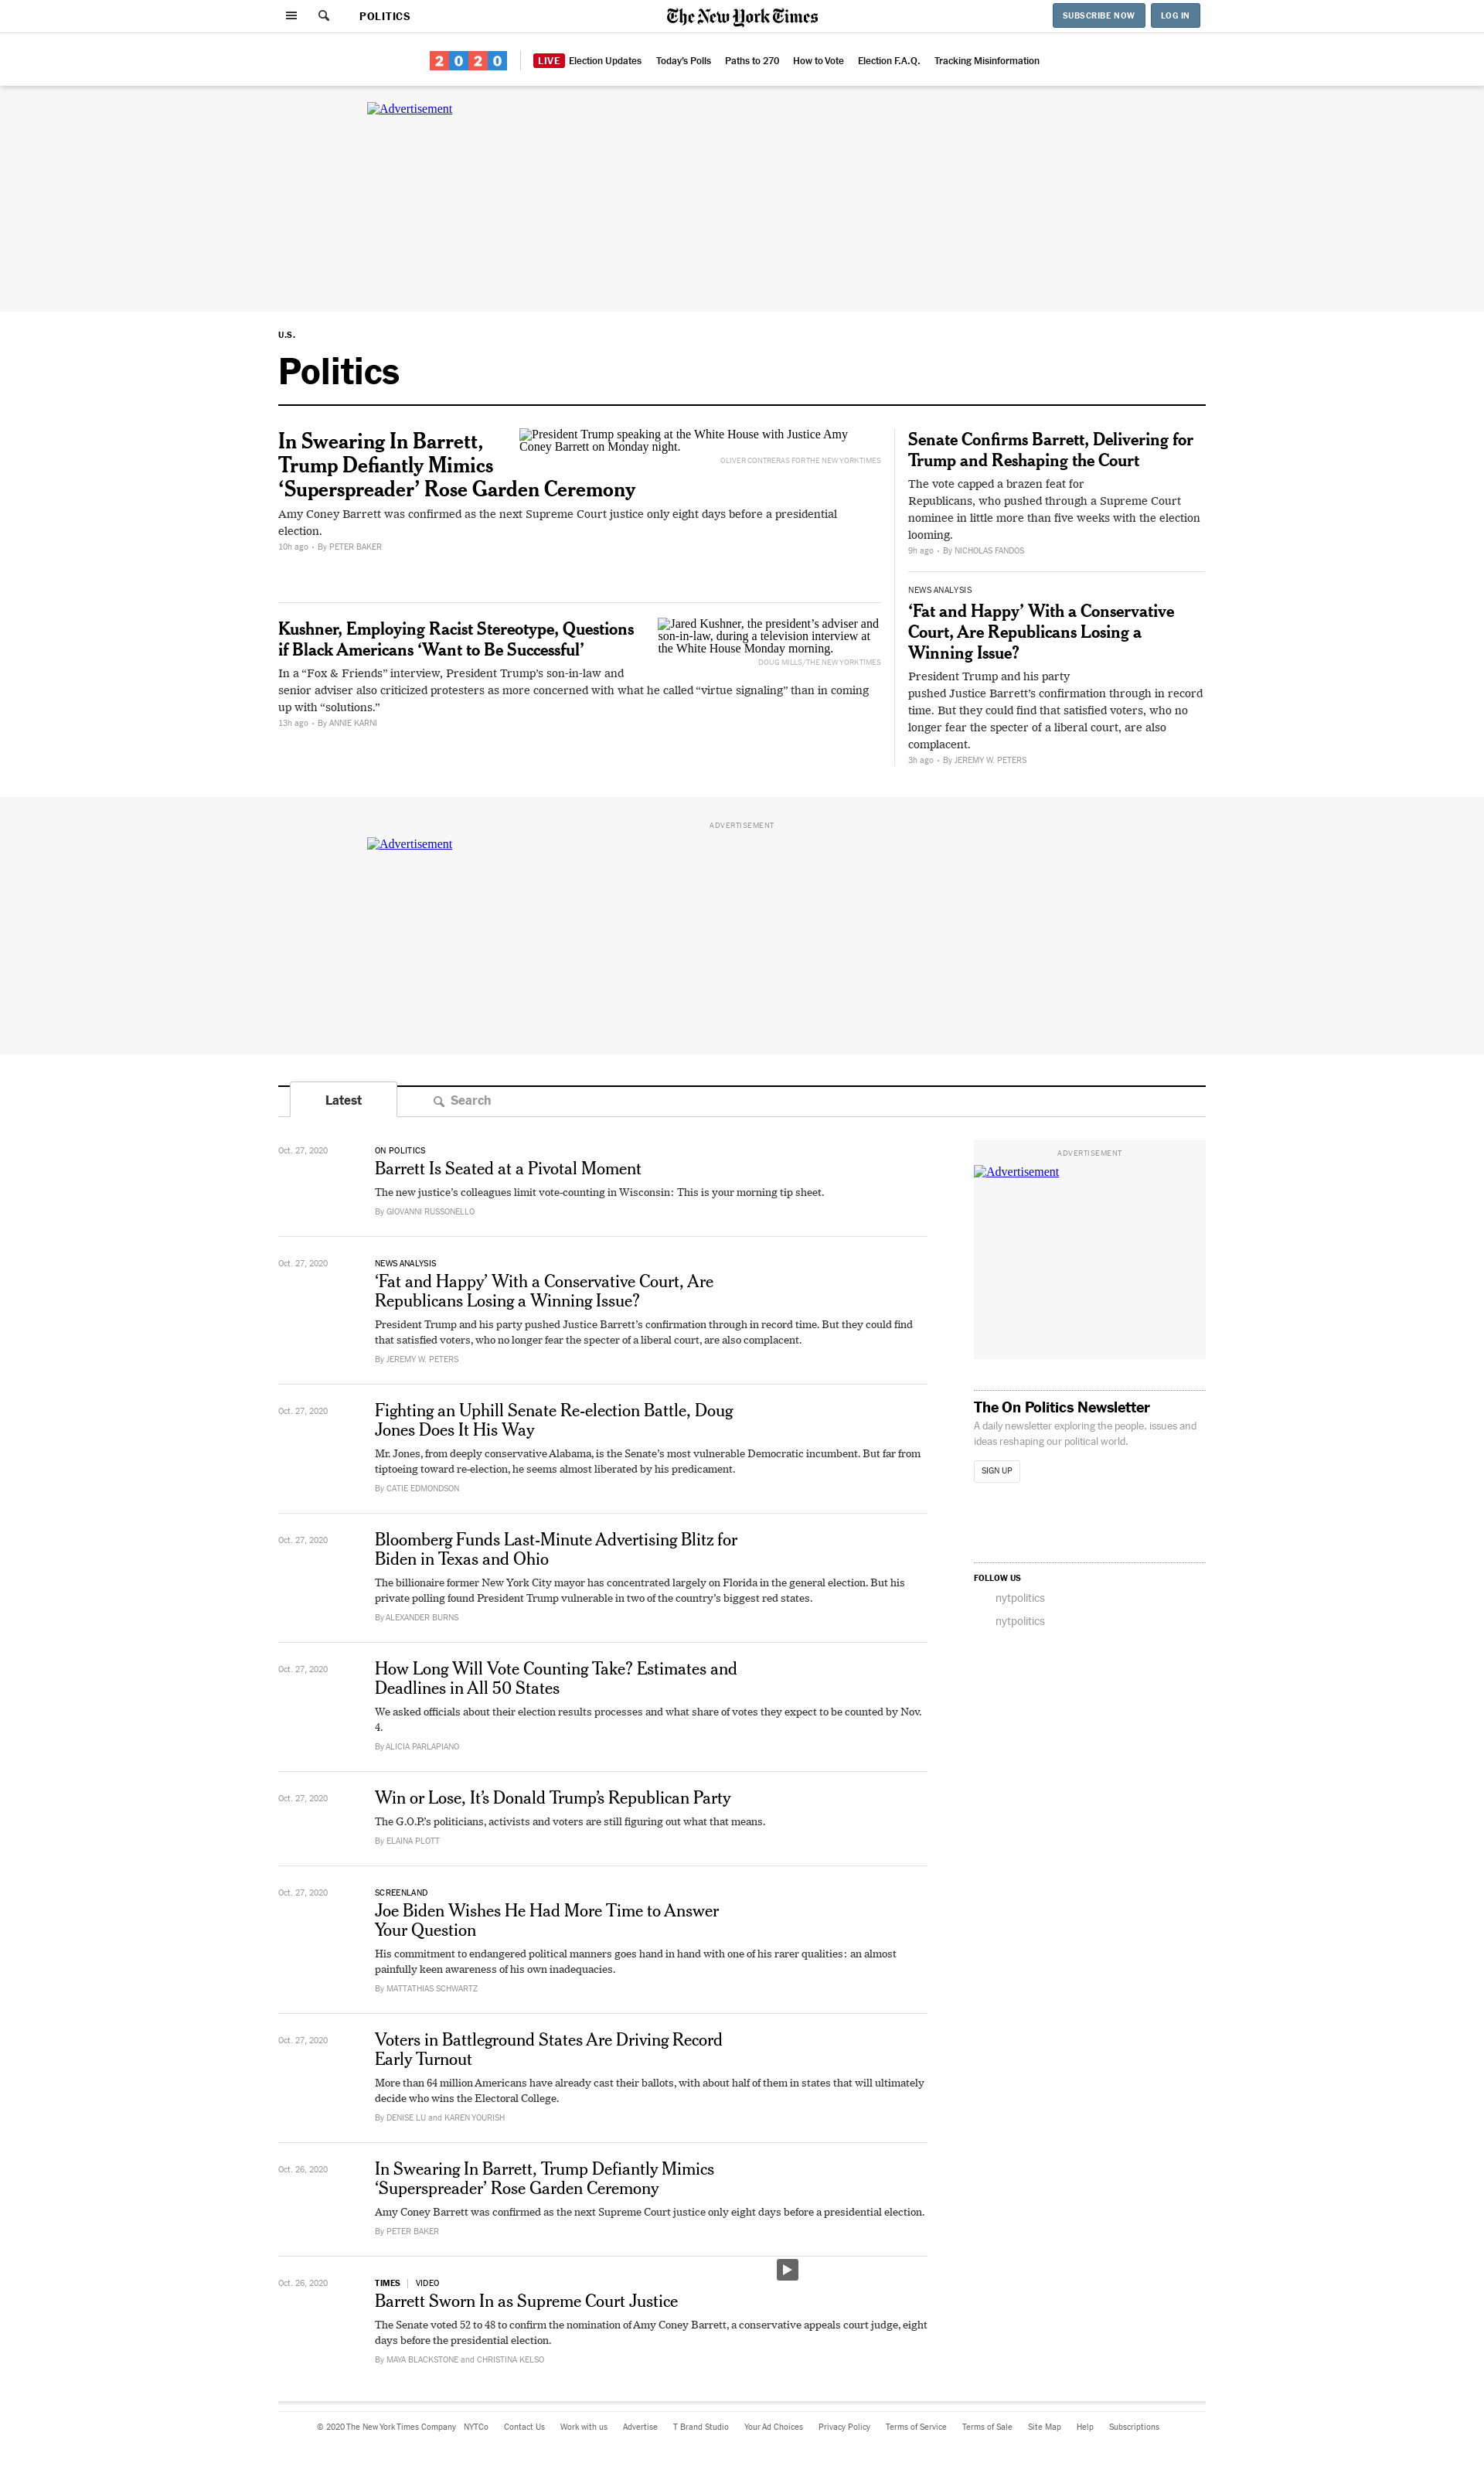 POLITICS
The New York Times
SUBSCRIBE NOW
LOG IN
2020
LIVE Election Updates
Today's Polls
Paths to 270
How to Vote
Election F.A.Q.
Tracking Misinformation
Advertisement
U.S.
Politics
In Swearing In Barrett,
Trump Defiantly Mimics
‘Superspreader’ Rose Garden Ceremony
President Trump speaking at the White House with Justice Amy
Coney Barrett on Monday night.
OLIVER CONTRERAS FOR THE NEW YORK TIMES
Amy Coney Barrett was confirmed as the next Supreme Court justice only eight days before a presidential
election.
10h ago • By PETER BAKER
Kushner, Employing Racist Stereotype, Questions
if Black Americans ‘Want to Be Successful’
Jared Kushner, the president’s adviser and
son-in-law, during a television interview at
the White House Monday morning.
DOUG MILLS/THE NEW YORK TIMES
In a “Fox & Friends” interview, President Trump’s son-in-law and
senior adviser also criticized protesters as more concerned with what he called “virtue signaling” than in coming
up with “solutions.”
13h ago • By ANNIE KARNI
Senate Confirms Barrett, Delivering for
Trump and Reshaping the Court
The vote capped a brazen feat for
Republicans, who pushed through a Supreme Court
nominee in little more than five weeks with the election
looming.
9h ago • By NICHOLAS FANDOS
NEWS ANALYSIS
‘Fat and Happy’ With a Conservative
Court, Are Republicans Losing a
Winning Issue?
President Trump and his party
pushed Justice Barrett’s confirmation through in record
time. But they could find that satisfied voters, who no
longer fear the specter of a liberal court, are also
complacent.
3h ago • By JEREMY W. PETERS
ADVERTISEMENT
Advertisement
Latest
Search
Oct. 27, 2020
ON POLITICS
Barrett Is Seated at a Pivotal Moment
The new justice’s colleagues limit vote-counting in Wisconsin: This is your morning tip sheet.
By GIOVANNI RUSSONELLO
Oct. 27, 2020
NEWS ANALYSIS
‘Fat and Happy’ With a Conservative Court, Are
Republicans Losing a Winning Issue?
President Trump and his party pushed Justice Barrett’s confirmation through in record time. But they could find
that satisfied voters, who no longer fear the specter of a liberal court, are also complacent.
By JEREMY W. PETERS
Oct. 27, 2020
Fighting an Uphill Senate Re-election Battle, Doug
Jones Does It His Way
Mr. Jones, from deeply conservative Alabama, is the Senate’s most vulnerable Democratic incumbent. But far from
tiptoeing toward re-election, he seems almost liberated by his predicament.
By CATIE EDMONDSON
Oct. 27, 2020
Bloomberg Funds Last-Minute Advertising Blitz for
Biden in Texas and Ohio
The billionaire former New York City mayor has concentrated largely on Florida in the general election. But his
private polling found President Trump vulnerable in two of the country’s biggest red states.
By ALEXANDER BURNS
Oct. 27, 2020
How Long Will Vote Counting Take? Estimates and
Deadlines in All 50 States
We asked officials about their election results processes and what share of votes they expect to be counted by Nov.
4.
By ALICIA PARLAPIANO
Oct. 27, 2020
Win or Lose, It’s Donald Trump’s Republican Party
The G.O.P.’s politicians, activists and voters are still figuring out what that means.
By ELAINA PLOTT
Oct. 27, 2020
SCREENLAND
Joe Biden Wishes He Had More Time to Answer
Your Question
His commitment to endangered political manners goes hand in hand with one of his rarer qualities: an almost
painfully keen awareness of his own inadequacies.
By MATTATHIAS SCHWARTZ
Oct. 27, 2020
Voters in Battleground States Are Driving Record
Early Turnout
More than 64 million Americans have already cast their ballots, with about half of them in states that will ultimately
decide who wins the Electoral College.
By DENISE LU and KAREN YOURISH
Oct. 26, 2020
In Swearing In Barrett, Trump Defiantly Mimics
‘Superspreader’ Rose Garden Ceremony
Amy Coney Barrett was confirmed as the next Supreme Court justice only eight days before a presidential election.
By PETER BAKER
Oct. 26, 2020
TIMES | VIDEO
Barrett Sworn In as Supreme Court Justice
The Senate voted 52 to 48 to confirm the nomination of Amy Coney Barrett, a conservative appeals court judge, eight
days before the presidential election.
By MAYA BLACKSTONE and CHRISTINA KELSO
ADVERTISEMENT
Advertisement
The On Politics Newsletter
A daily newsletter exploring the people, issues and
ideas reshaping our political world.
SIGN UP
FOLLOW US
nytpolitics
nytpolitics
© 2020 The New York Times Company
NYTCo
Contact Us
Work with us
Advertise
T Brand Studio
Your Ad Choices
Privacy Policy
Terms of Service
Terms of Sale
Site Map
Help
Subscriptions